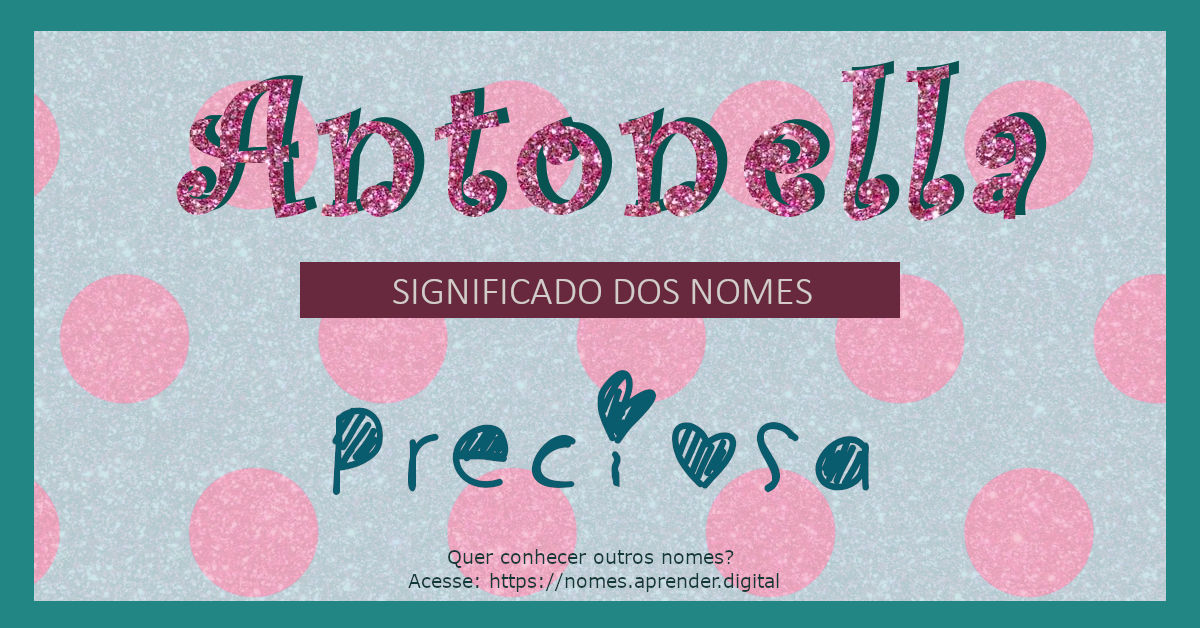 Antonella
SIGNIFICADO DOS NOMES
Preciosa
Quer conhecer outros nomes?
Acesse: https://nomes.aprender.digital